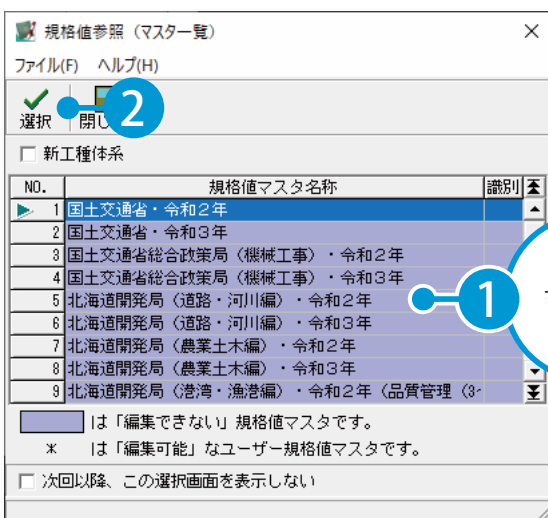 規格値参照（マスター覧）
ファイル(F) ヘルプ(H)
選択 閉じ
2
新工種体系
NO. 規格値マスタ名称 識別
1 国土交通省・令和２年
2 国土交通省・令和３年
3 国土交通省総合政策局（機械工事）・令和２年
4 国土交通省総合政策局（機械工事）・令和３年
5 北海道開発局（道路・河川編）・令和２年
1
6 北海道開発局（道路・河川編）・令和３年
7 北海道開発局（農業土木編）・令和２年
8 北海道開発局（農業土木編）・令和３年
9 北海道開発局（港湾・漁港編）・令和２年（品質管理（3
は「編集できない」規格値マスタです。
* は「編集可能」なユーザー規格値マスタです。
次回以降、この選択画面を表示しない